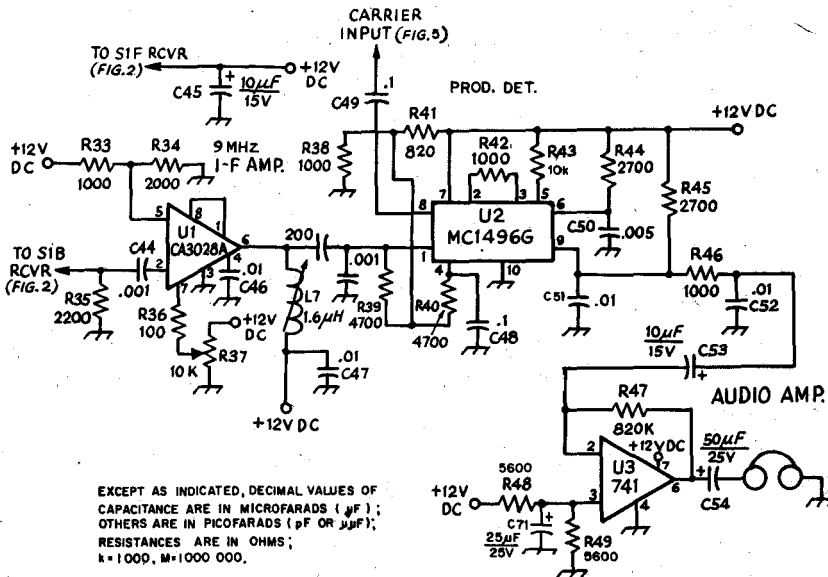 CARRIER
INPUT (FIG.5)
TO S1F RCVR
(FIG.2)
+12V
DC
C45
+
10µF
15V
.1
C49
PROD. DET.
+12V DC
R38
1000
R41
820
R42
1000
R43
10k
R44
2700
R45
2700
+12V
DC
R33
1000
R34
2000
9 MHz
I-F AMP.
7
2
3
5
8
6
1
9
4
10
U2
MC1496G
C50
.005
5
8
1
6
2
7
3
4
U1
CA3028A
TO S1B
RCVR
(FIG.2)
C44
.001
R35
2200
R36
100
+12V
DC
R37
10 K
.01
C46
200
.001
L7
1.6µH
R39
4700
R40
4700
.1
C48
C51
.01
R46
1000
.01
C52
.01
C47
+12V DC
10µF
15V
C53
+
AUDIO AMP.
R47
820K
+12V DC
2
3
7
6
4
U3
741
50µF
25V
+
C54
+12V
DC
5600
R48
C71
+
25µF
25V
R49
5600
EXCEPT AS INDICATED, DECIMAL VALUES OF
CAPACITANCE ARE IN MICROFARADS (µF);
OTHERS ARE IN PICOFARADS (pF OR µµF);
RESISTANCES ARE IN OHMS;
k=1000, M=1000 000.